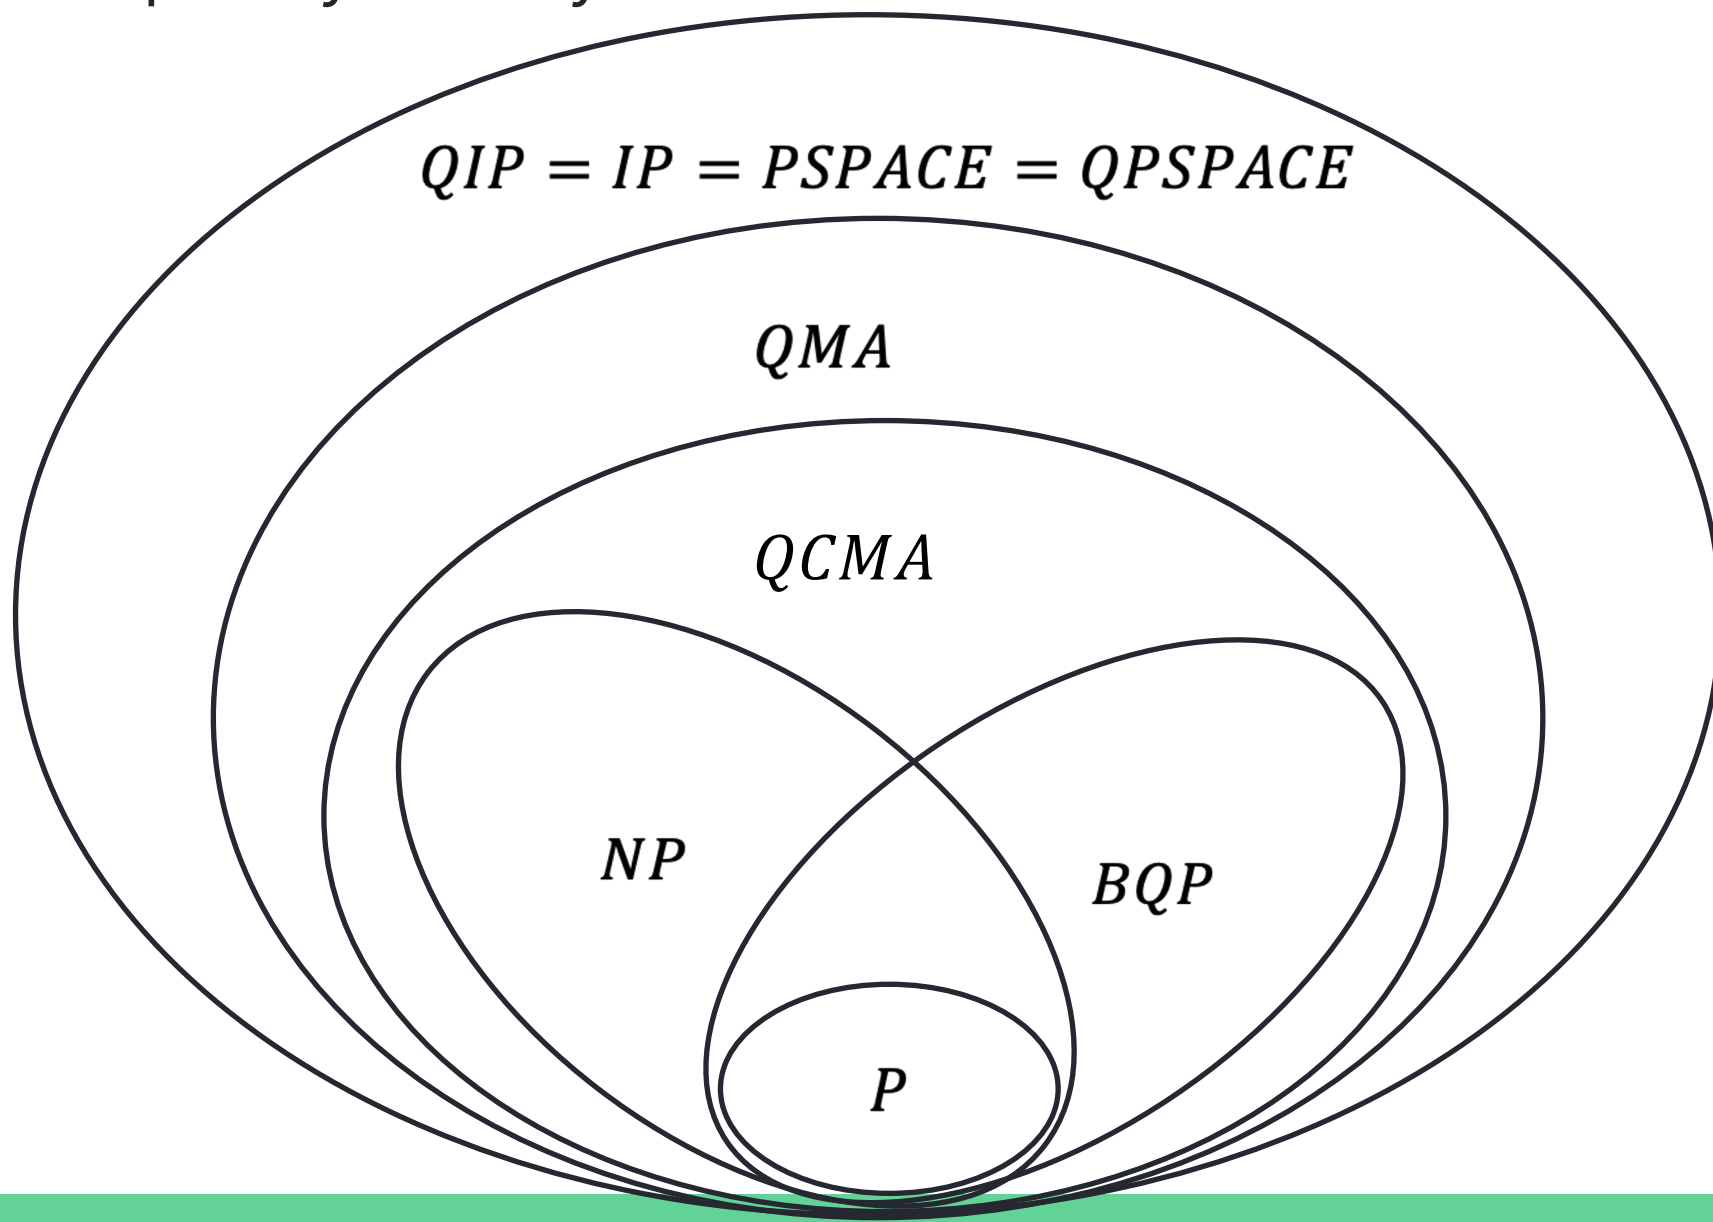 QIP = IP = PSPACE = QPSPACE
QMA
QCMA
NP
BQP
P